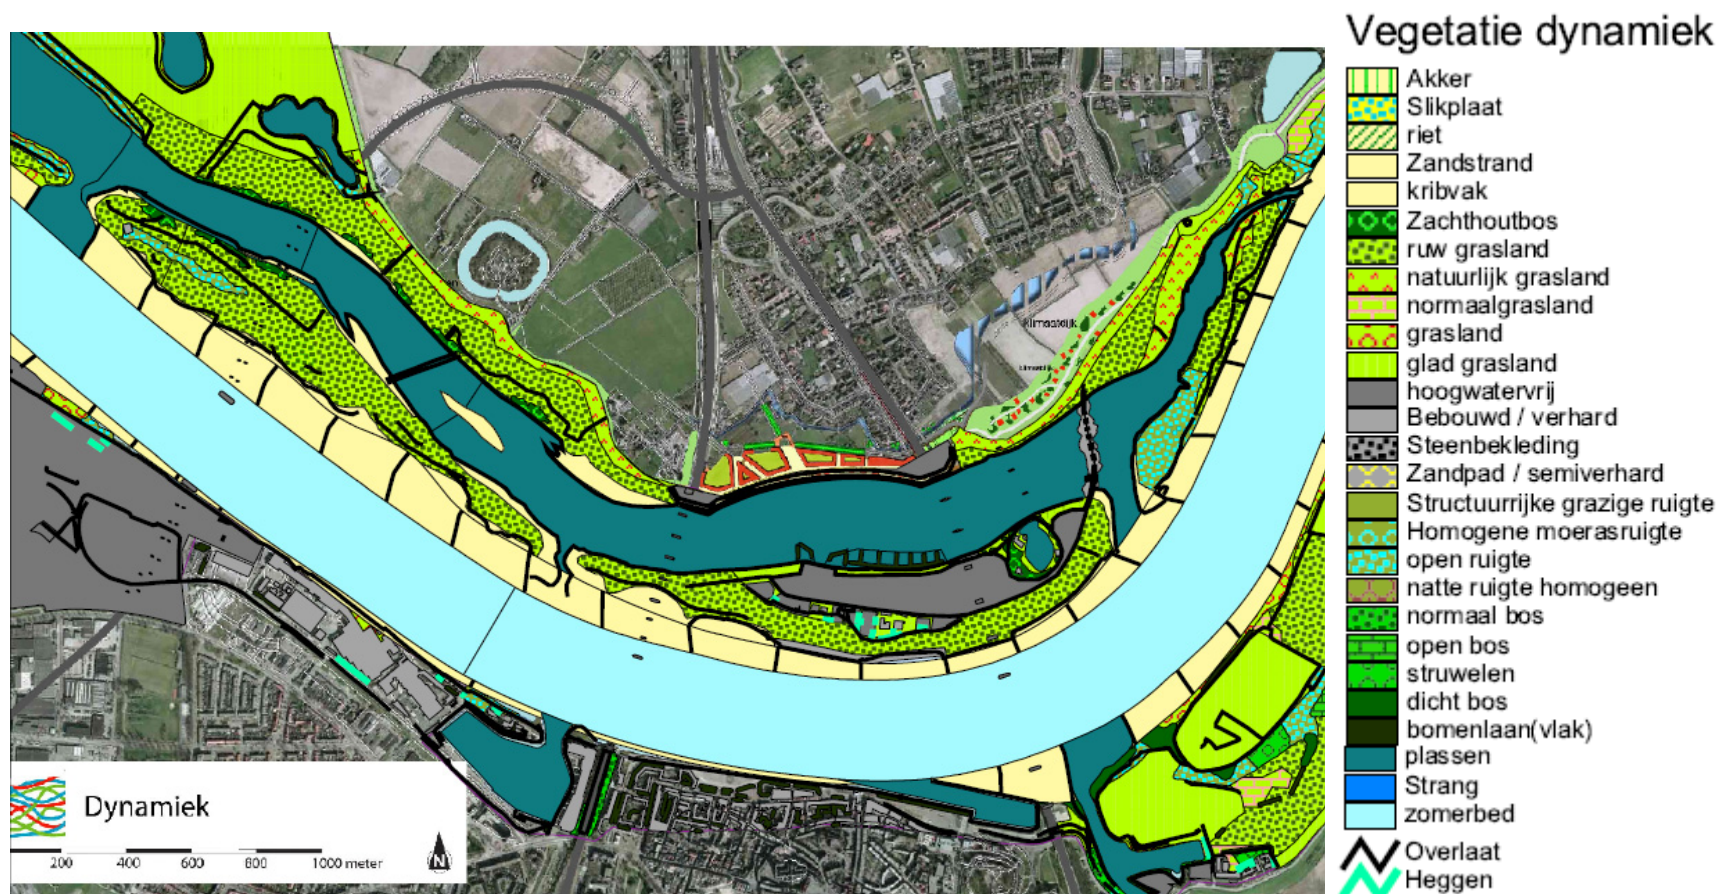 Vegetatie dynamiek
Akker
Slikplaat
riet
Zandstrand
kribvak
Zachthoutbos
ruw grasland
natuurlijk grasland
normaalgrasland
grasland
glad grasland
hoogwatervrij
Bebouwd / verhard
Steenbekleding
Zandpad / semiverhard
Structuurrijke grazige ruigte
Homogene moerasruigte
open ruigte
natte ruigte homogeen
normaal bos
open bos
struwelen
dicht bos
bomenlaan(vlak)
plassen
Strang
zomerbed
Overlaat
Heggen
klimaatdijk
klimaatdijk
Dynamiek
200 400 600 800 1000 meter
N